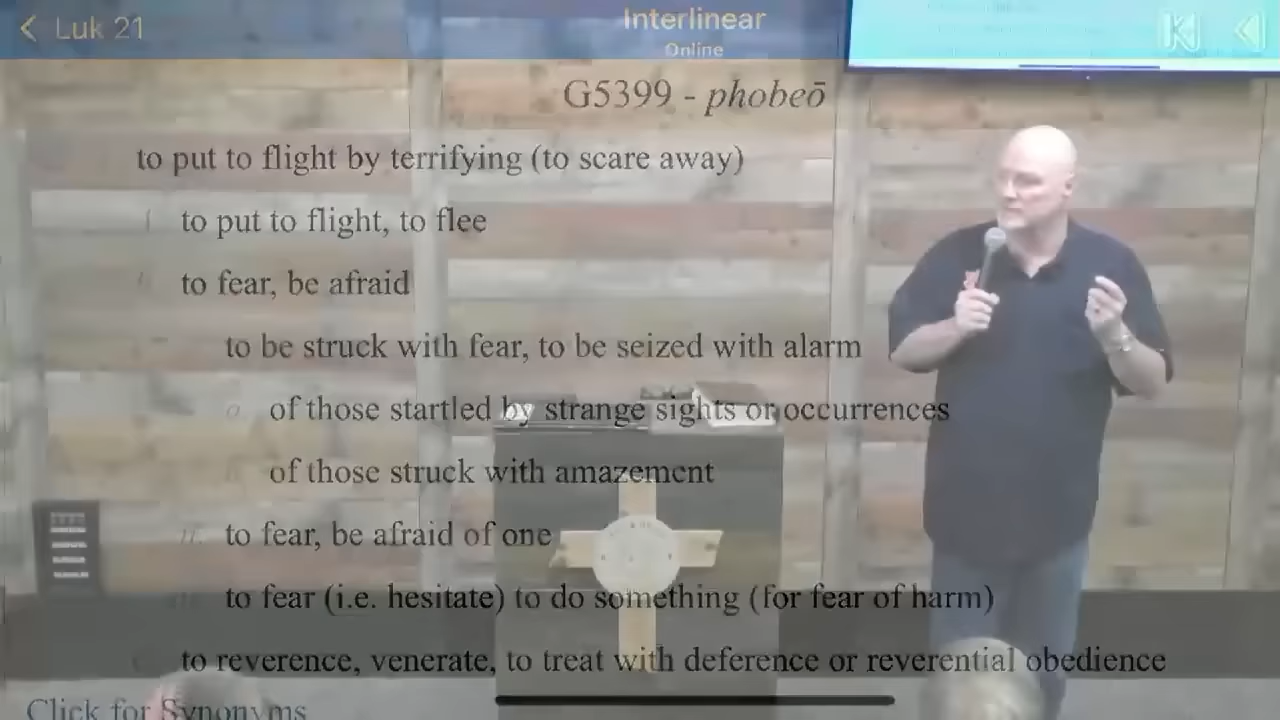 Luk 21
Interlinear
Online
G5399 - phobeō
to put to flight by terrifying (to scare away)
to put to flight, to flee
to fear, be afraid
to be struck with fear, to be seized with alarm
of those startled by strange sights or occurrences
of those struck with amazement
ii. to fear, be afraid of one
to fear (i.e. hesitate) to do something (for fear of harm)
to reverence, venerate, to treat with deference or reverential obedience
Click for Synonyms